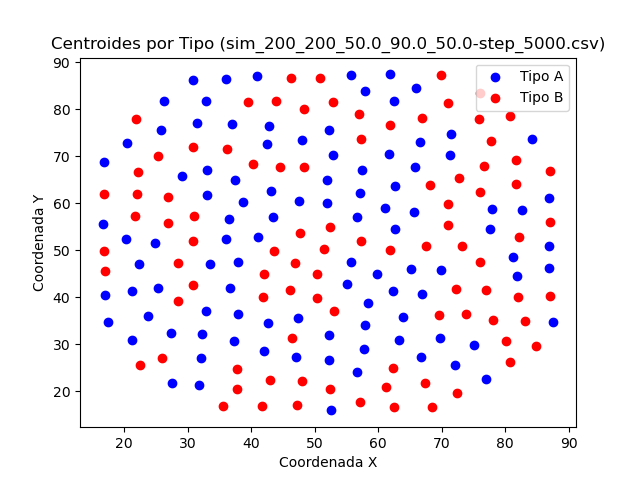 Centroides por Tipo (sim_200_200_50.0_90.0_50.0-step_5000.csv)
Tipo A
Tipo B
90
80
70
60
50
40
30
20
Coordenada Y
20 30 40 50 60 70 80 90
Coordenada X